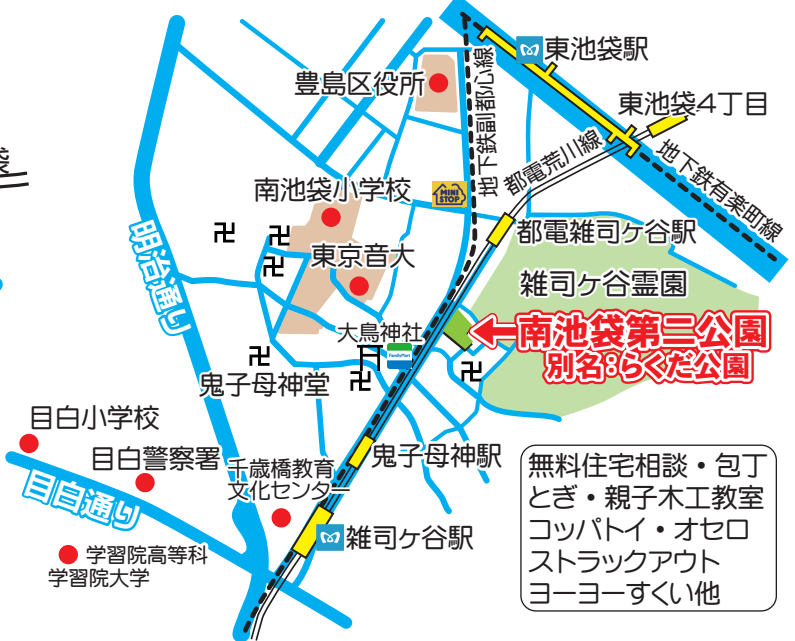 東池袋駅
豊島区役所
東池袋4丁目
地下鉄副都心線
都電荒川線
地下鉄有楽町線
南池袋小学校
MINI
STOP
都電雑司ケ谷駅
東京音大
明治通り
雑司ケ谷霊園
大鳥神社
FamilyMart
南池袋第二公園
別名:らくだ公園
鬼子母神堂
目白小学校
目白警察署
千歳橋教育
文化センター
鬼子母神駅
目白通り
雑司ヶ谷駅
学習院高等科
学習院大学
無料住宅相談・包丁
とぎ・親子木工教室
コッパトイ・オセロ
ストラックアウト
ヨーヨーすくい他